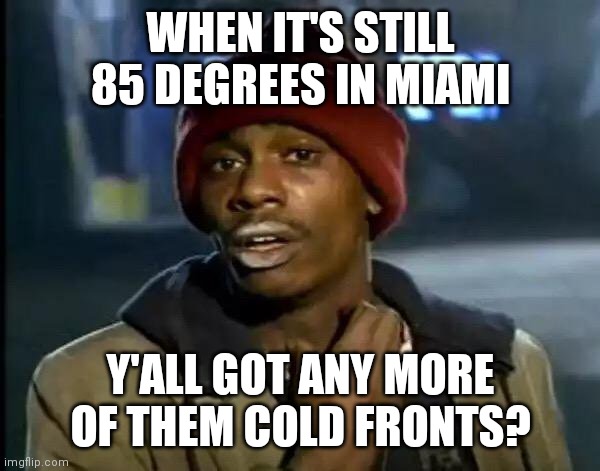 WHEN IT'S STILL
85 DEGREES IN MIAMI
Y'ALL GOT ANY MORE
OF THEM COLD FRONTS?
imgflip.com